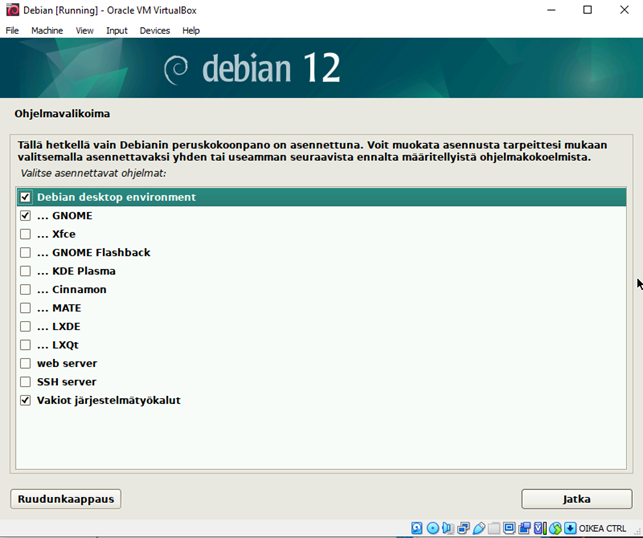 Debian [Running] - Oracle VM VirtualBox
File Machine View Input Devices Help
debian 12
Ohjelmavalikoima
Tällä hetkellä vain Debianin peruskokoonpano on asennettuna. Voit muokata asennusta tarpeittesi mukaan
valitsemalla asennettavaksi yhden tai useamman seuraavista ennalta määritellyistä ohjelmakokoelmista.
Valitse asennettavat ohjelmat:
Debian desktop environment
... GNOME
... Xfce
... GNOME Flashback
... KDE Plasma
... Cinnamon
... MATE
... LXDE
... LXQt
web server
SSH server
Vakiot järjestelmätyökalut
Ruudunkaappaus
Jatka
OIKEA CTRL